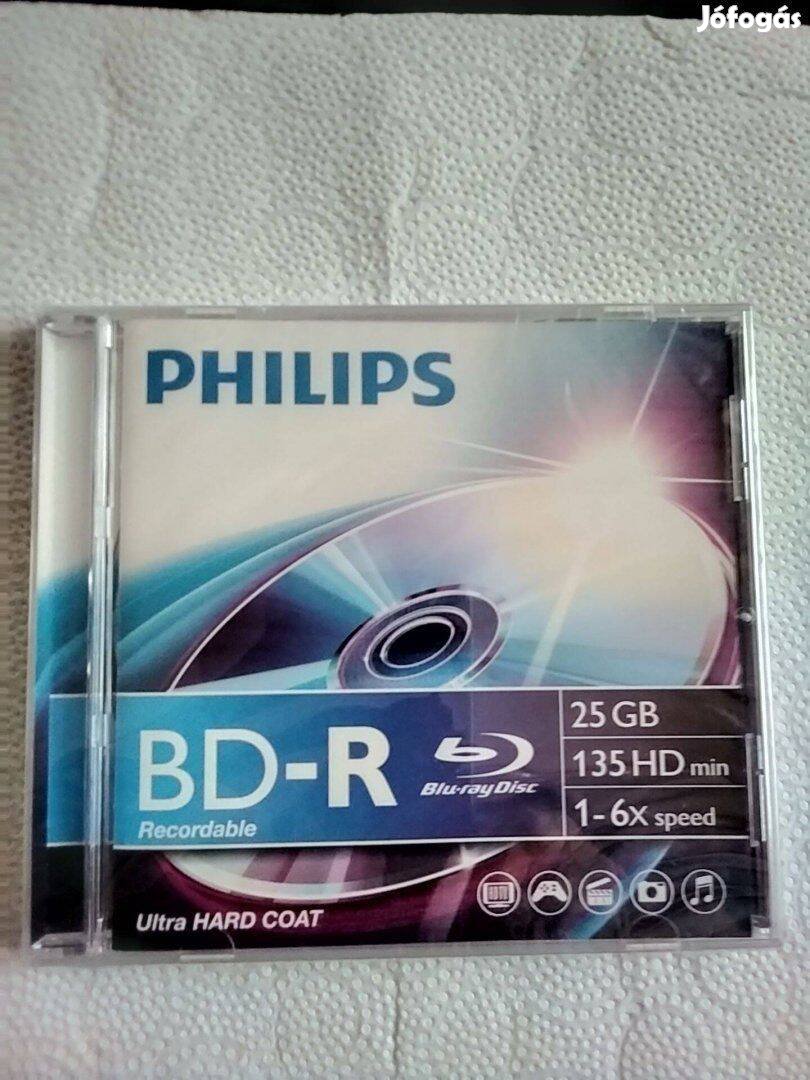 Jófogás
PHILIPS
BD-R
Recordable
Blu-ray Disc
25 GB
135 HD min
1-6x speed
Ultra HARD COAT